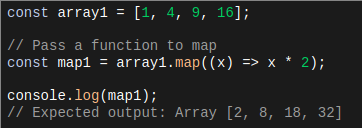 const array1 = [1, 4, 9, 16];
// Pass a function to map
const map1 = array1.map((x) => x * 2);
console.log(map1);
// Expected output: Array [2, 8, 18, 32]